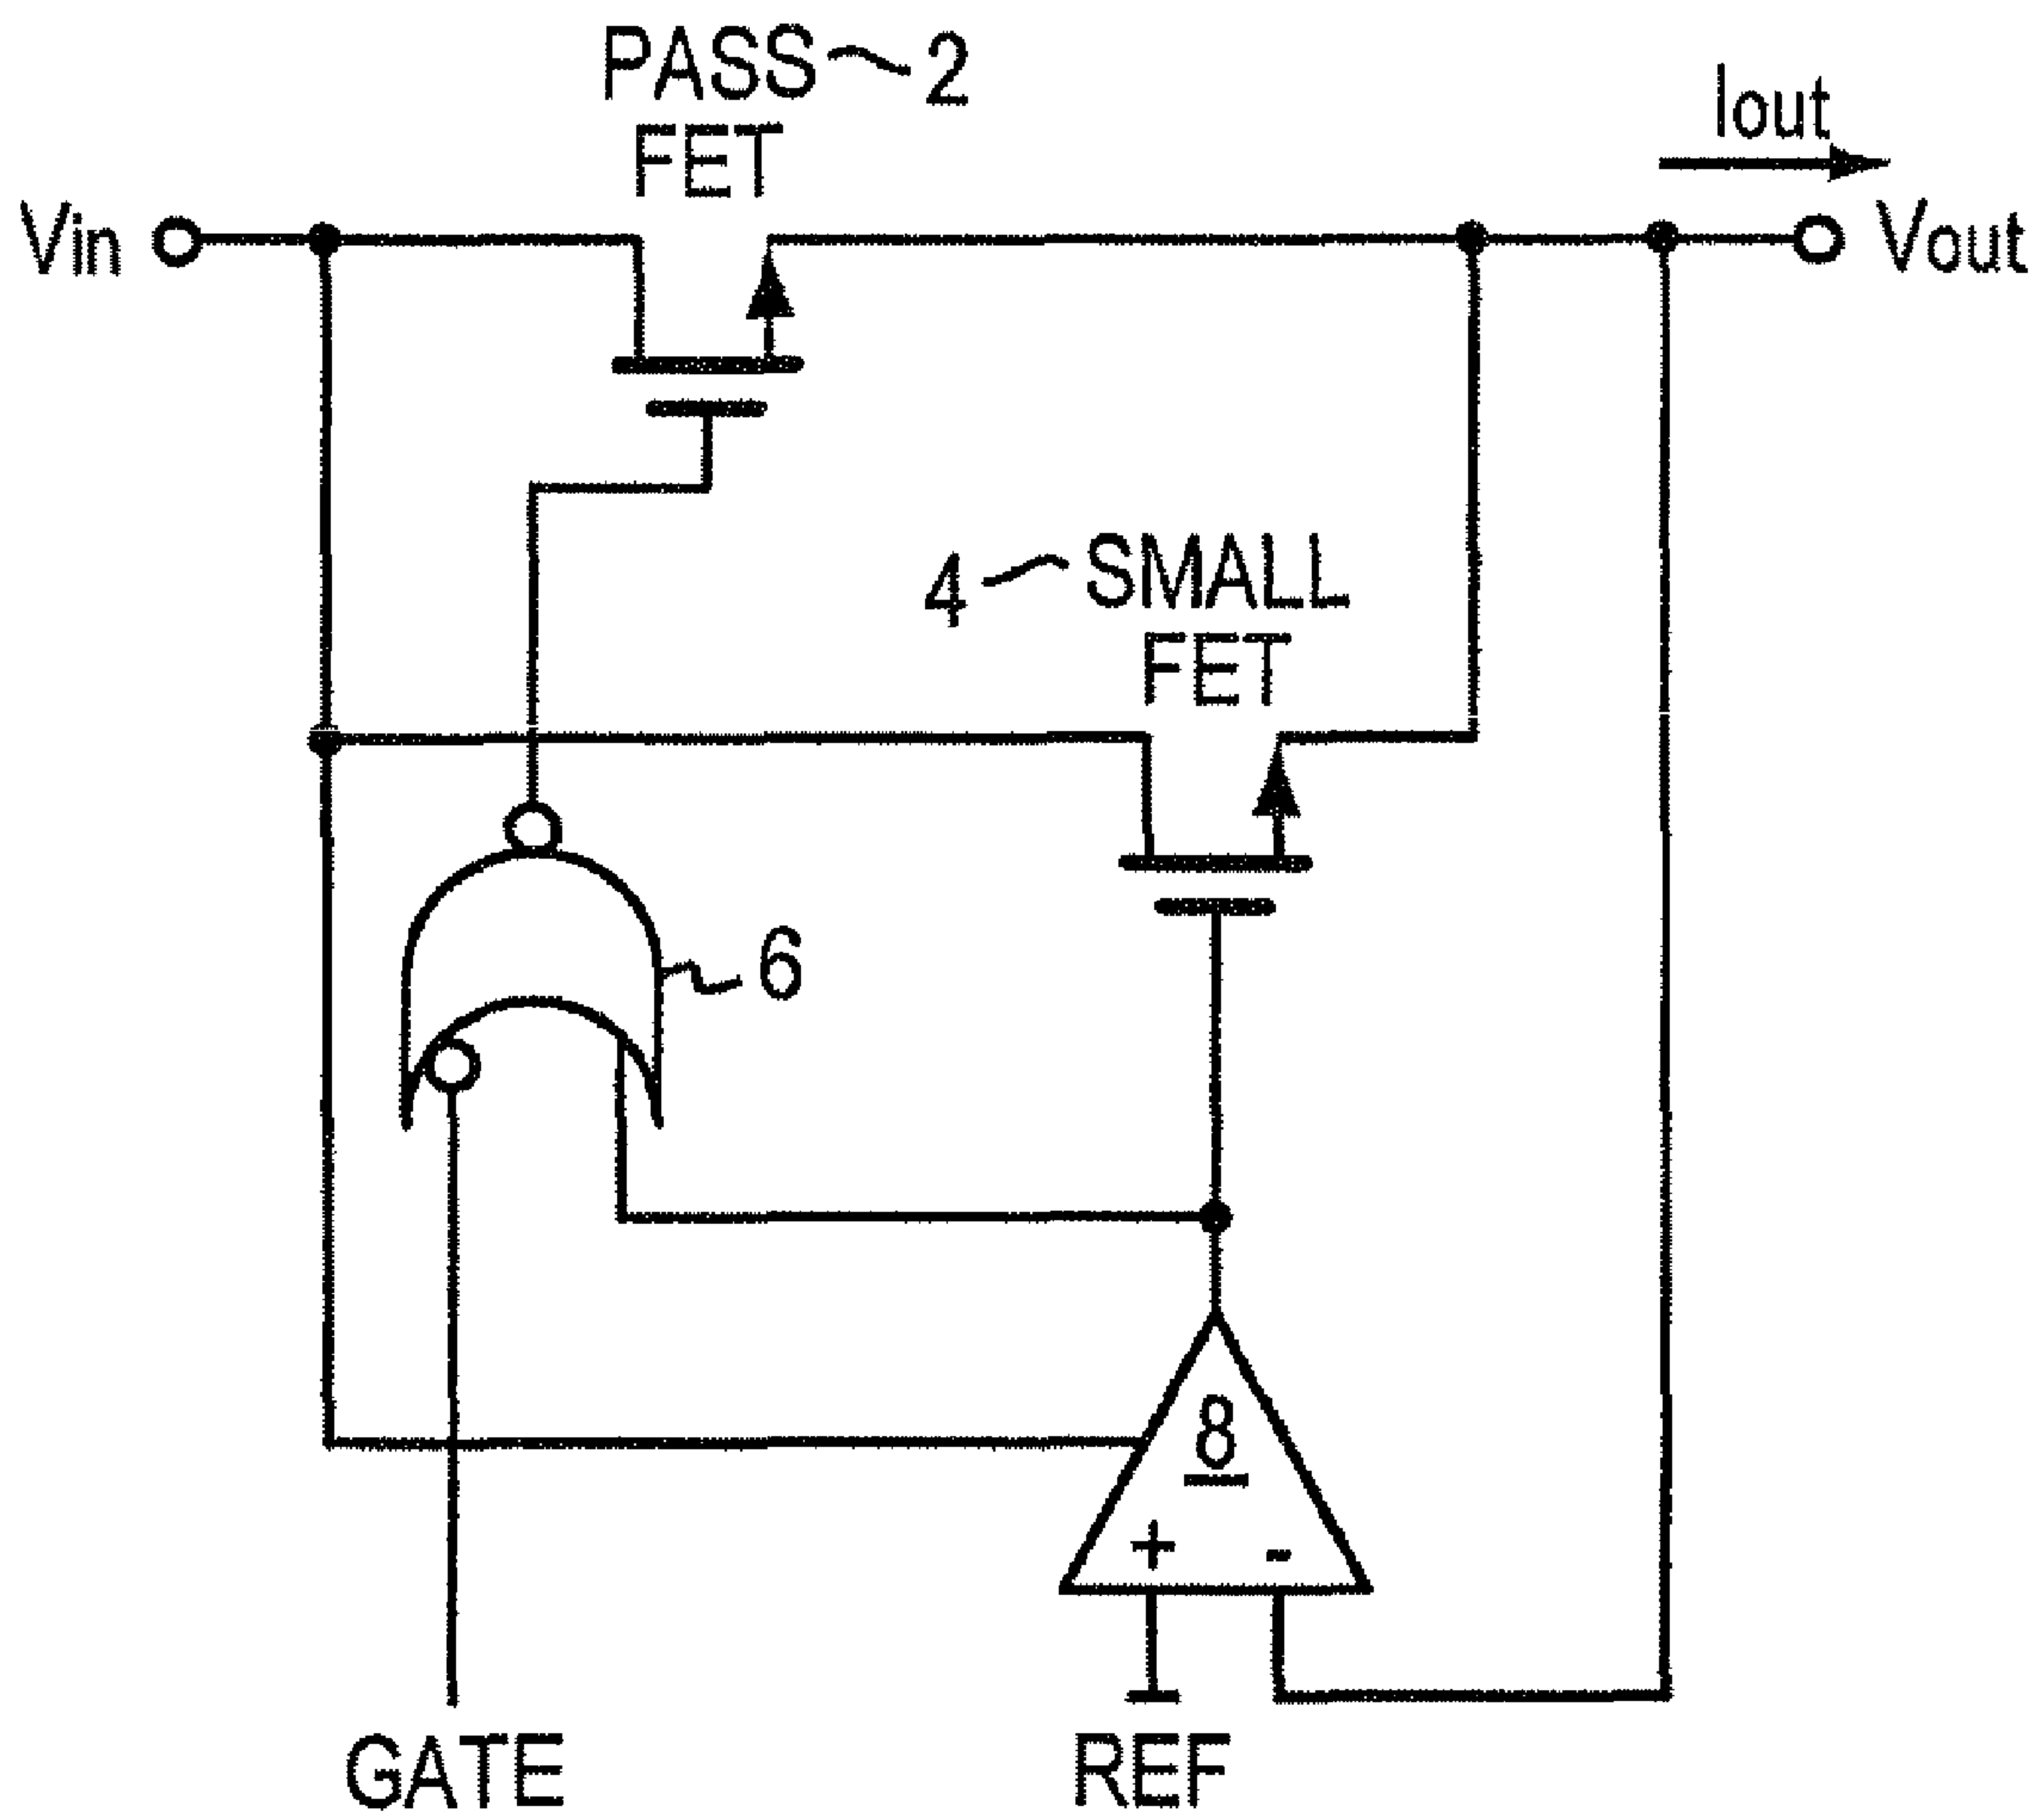 PASS 2
FET
Iout
Vin
Vout
4 SMALL
FET
6
8
+ -
GATE
REF